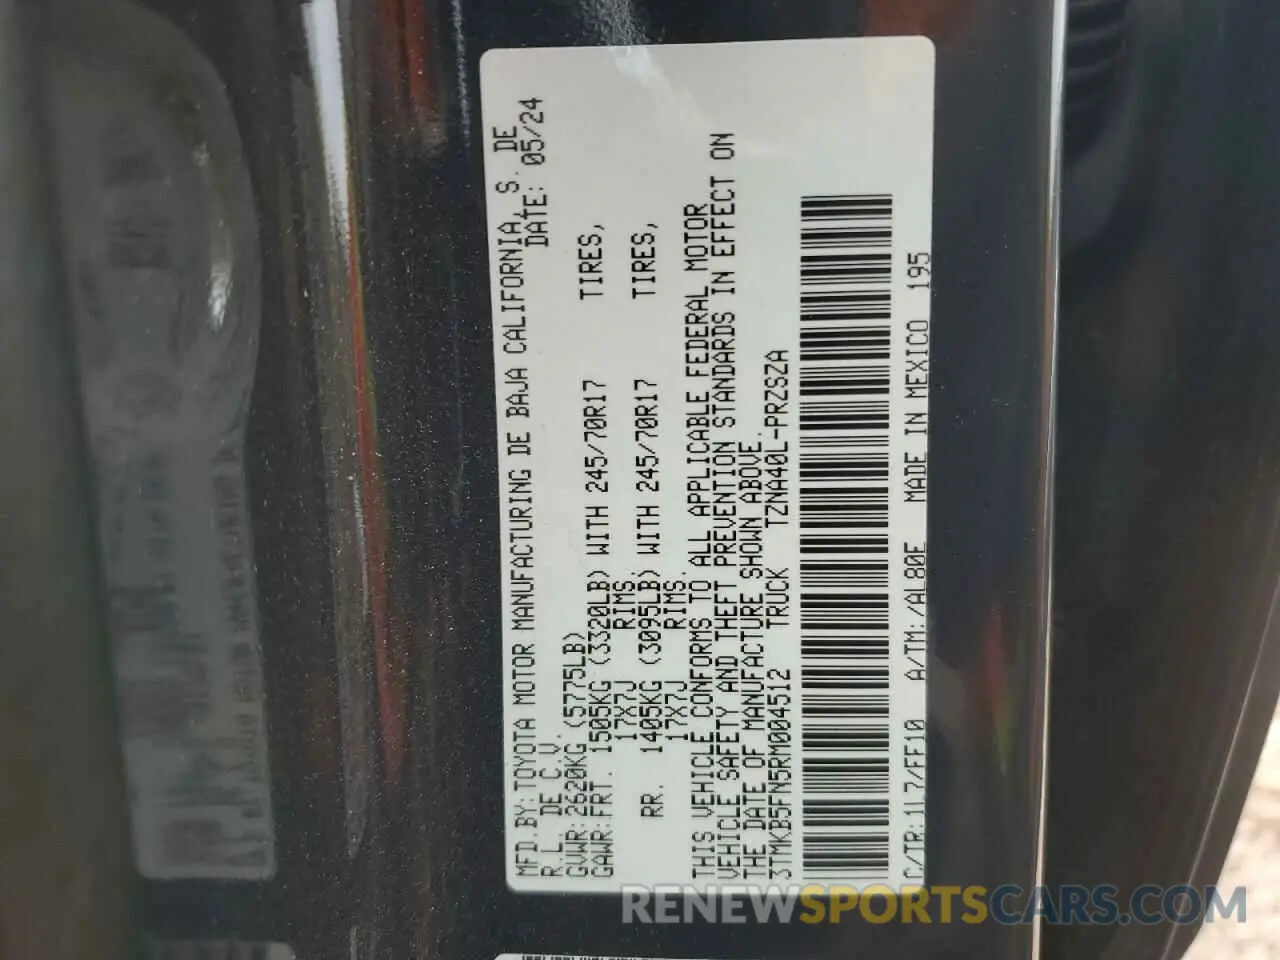 MFD.BY:TOYOTA MOTOR MANUFACTURING DE BAJA CALIFORNIA, S. DE
R.L. DE C.V. DATE: 05/24
GVWR:2620KG (5775LB)
GAWR:FRT. 1505KG (3320LB) WITH 245/70R17 TIRES,
17X7J RIMS.
RR. 1405KG (3095LB) WITH 245/70R17 TIRES,
17X7J RIMS.
THIS VEHICLE CONFORMS TO ALL APPLICABLE FEDERAL MOTOR
VEHICLE SAFETY AND THEFT PREVENTION STANDARDS IN EFFECT ON
THE DATE OF MANUFACTURE SHOWN ABOVE.
3TMKB5FN5RM004512 TRUCK TZNA40L-PRZSZA
C/TR:1L7/FF10 A/TM:/AL80E MADE IN MEXICO 195
RENEWSPORTSCARS.COM